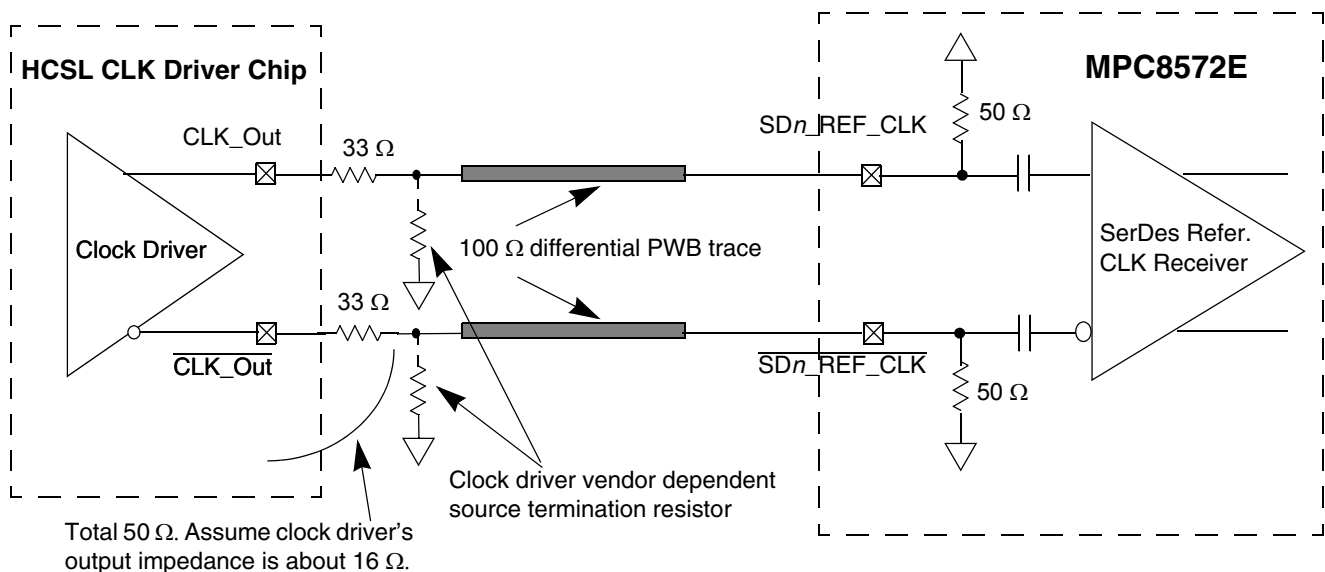 HCSL CLK Driver Chip
MPC8572E
CLK_Out
33 Ω
SDn_REF_CLK
50 Ω
Clock Driver
100 Ω differential PWB trace
SerDes Refer.
CLK Receiver
33 Ω
CLK_Out
SDn_REF_CLK
50 Ω
Clock driver vendor dependent
source termination resistor
Total 50 Ω. Assume clock driver's
output impedance is about 16 Ω.